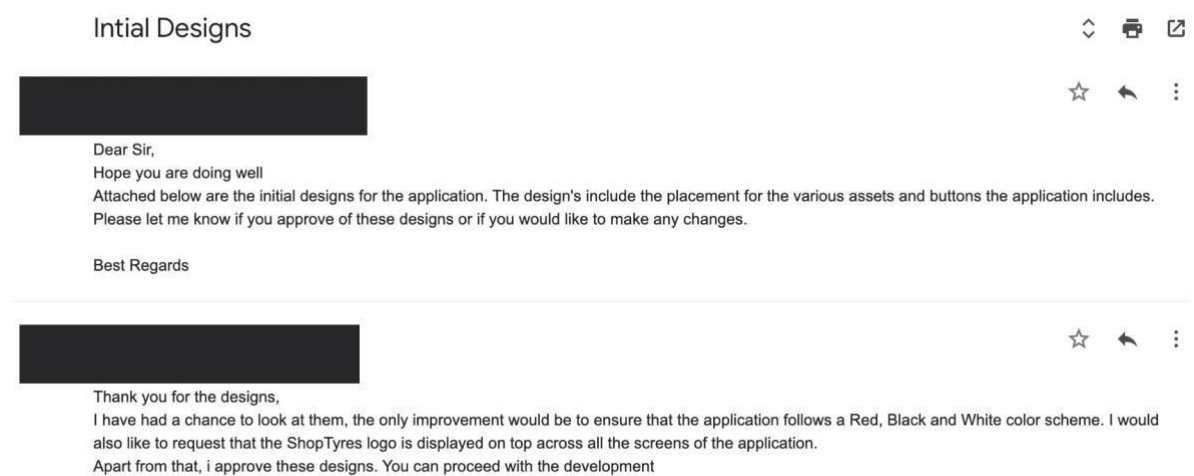 Intial Designs
Dear Sir,
Hope you are doing well
Attached below are the initial designs for the application. The design's include the placement for the various assets and buttons the application includes.
Please let me know if you approve of these designs or if you would like to make any changes.
Best Regards
Thank you for the designs,
I have had a chance to look at them, the only improvement would be to ensure that the application follows a Red, Black and White color scheme. I would
also like to request that the ShopTyres logo is displayed on top across all the screens of the application.
Apart from that, i approve these designs. You can proceed with the development